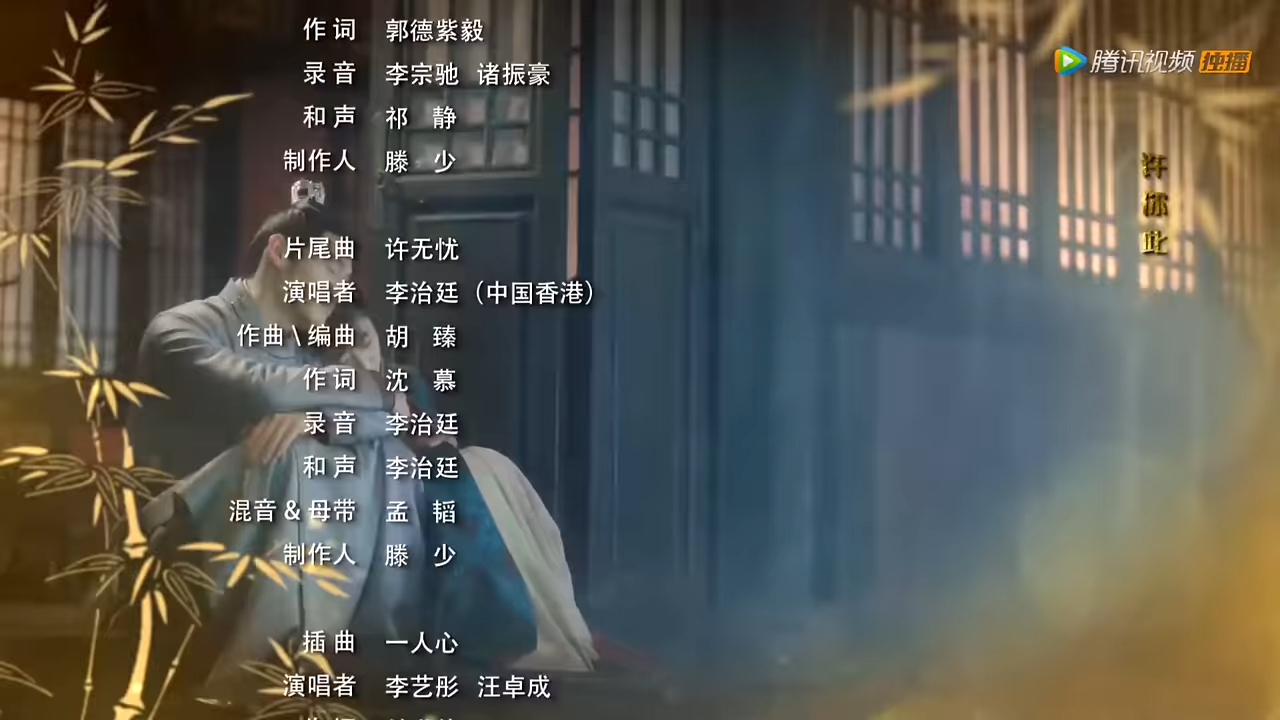 作词 郭德紫毅
录音 李宗驰 诸振豪
和声 祁 静
制作人 滕 少
片尾曲 许无忧
演唱者 李治廷（中国香港）
作曲\编曲 胡 臻
作词 沈 慕
录音 李治廷
和声 李治廷
混音&母带 孟 韬
制作人 滕 少
插曲 一人心
演唱者 李艺彤 汪卓成
腾讯视频 独播
许你此